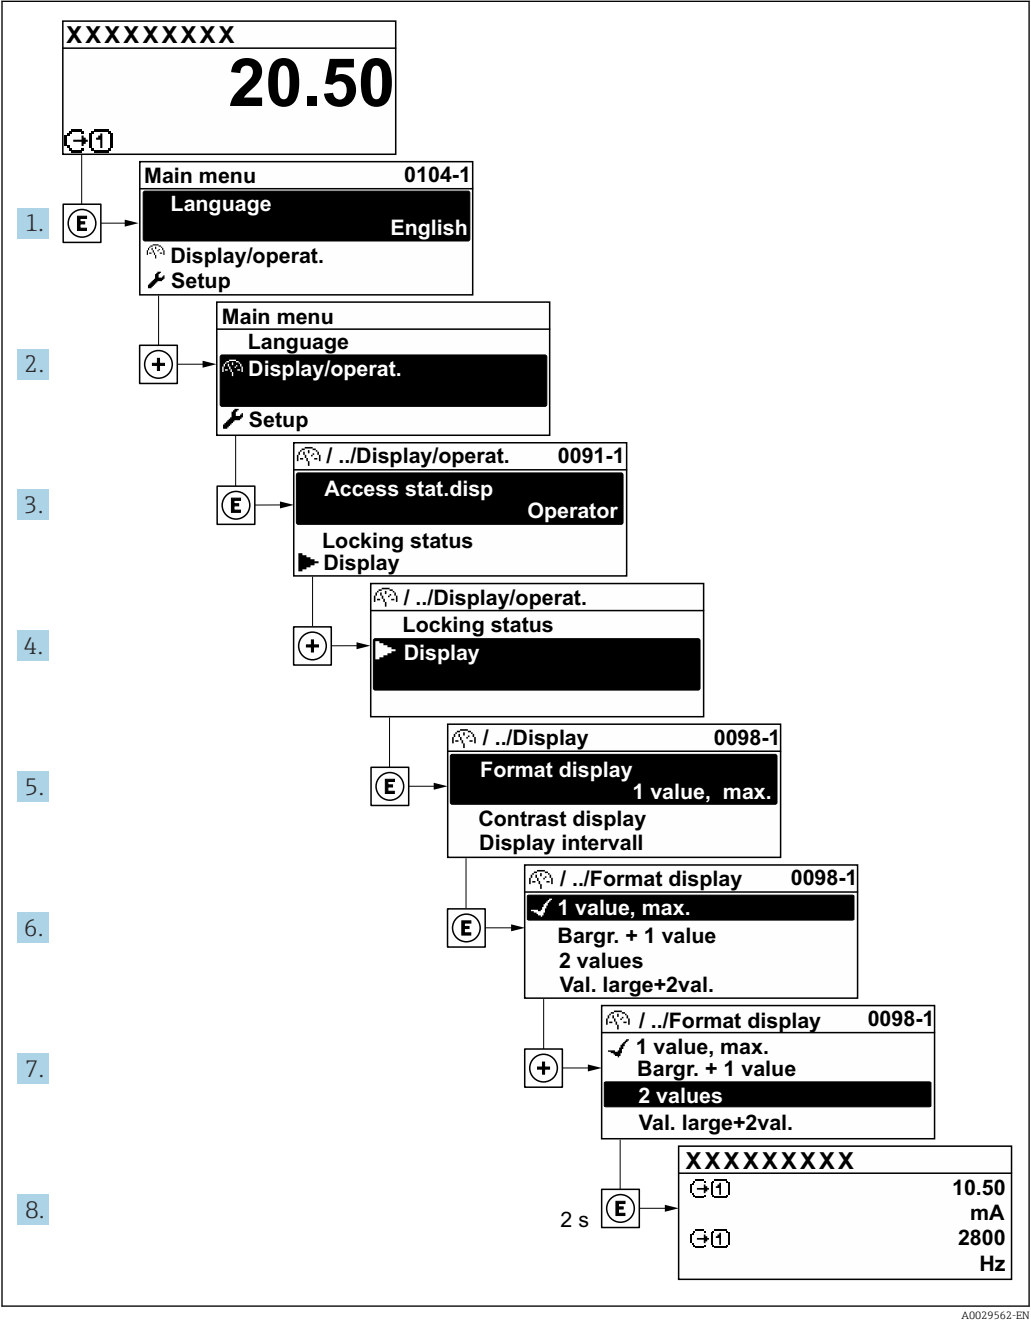 XXXXXXXXX
20.50
1
Main menu 0104-1
Language
English
Display/operat.
Setup
1. E
Main menu
Language
Display/operat.
Setup
2. +
/ ../Display/operat. 0091-1
Access stat.disp
Operator
Locking status
Display
3. E
/ ../Display/operat.
Locking status
Display
4. +
/ ../Display 0098-1
Format display
1 value, max.
Contrast display
Display intervall
5. E
/ ../Format display 0098-1
1 value, max.
Bargr. + 1 value
2 values
Val. large+2val.
6. E
/ ../Format display 0098-1
1 value, max.
Bargr. + 1 value
2 values
Val. large+2val.
7. +
XXXXXXXXX
1 10.50
mA
1 2800
Hz
8. 2 s E
A0029562-EN